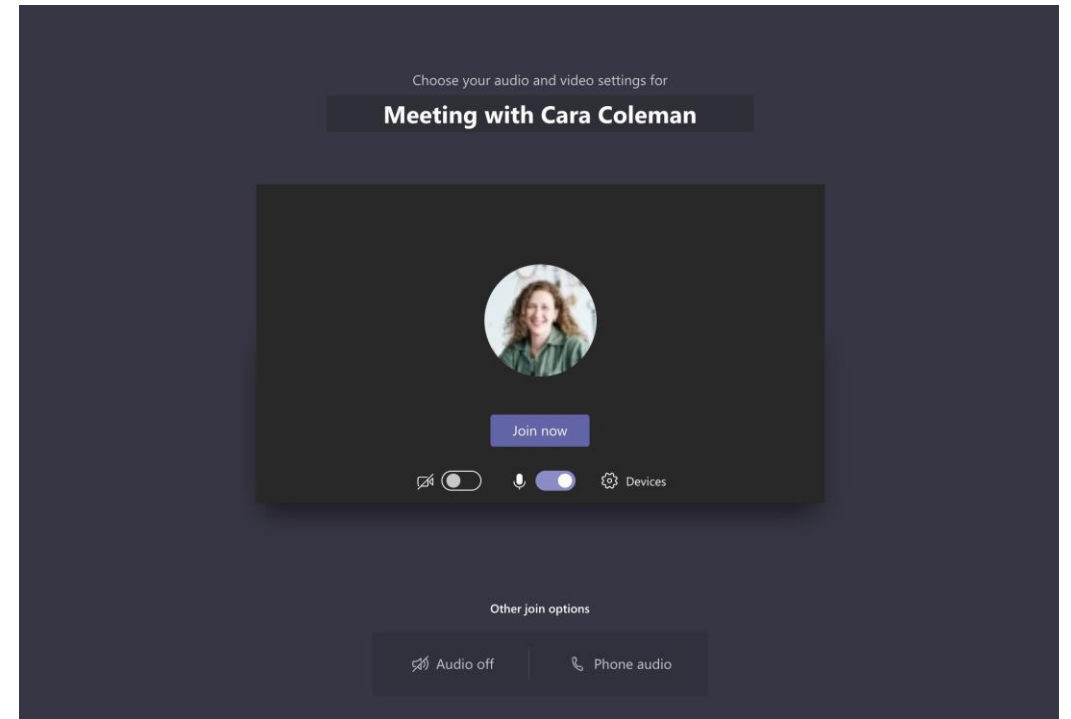 Choose your audio and video settings for
Meeting with Cara Coleman
Join now
Devices
Other join options
Audio off
Phone audio